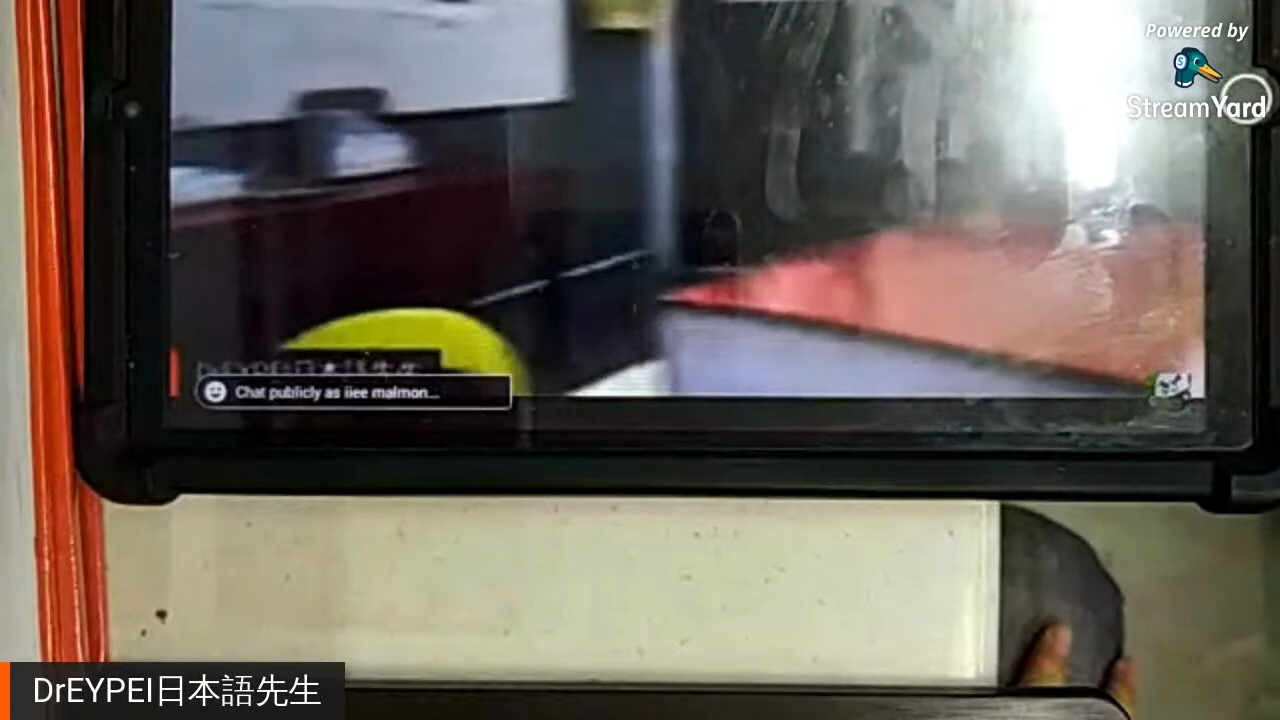 Powered by
StreamYard
Chat publicly as iiee malmon...
DrEYPEI日本語先生